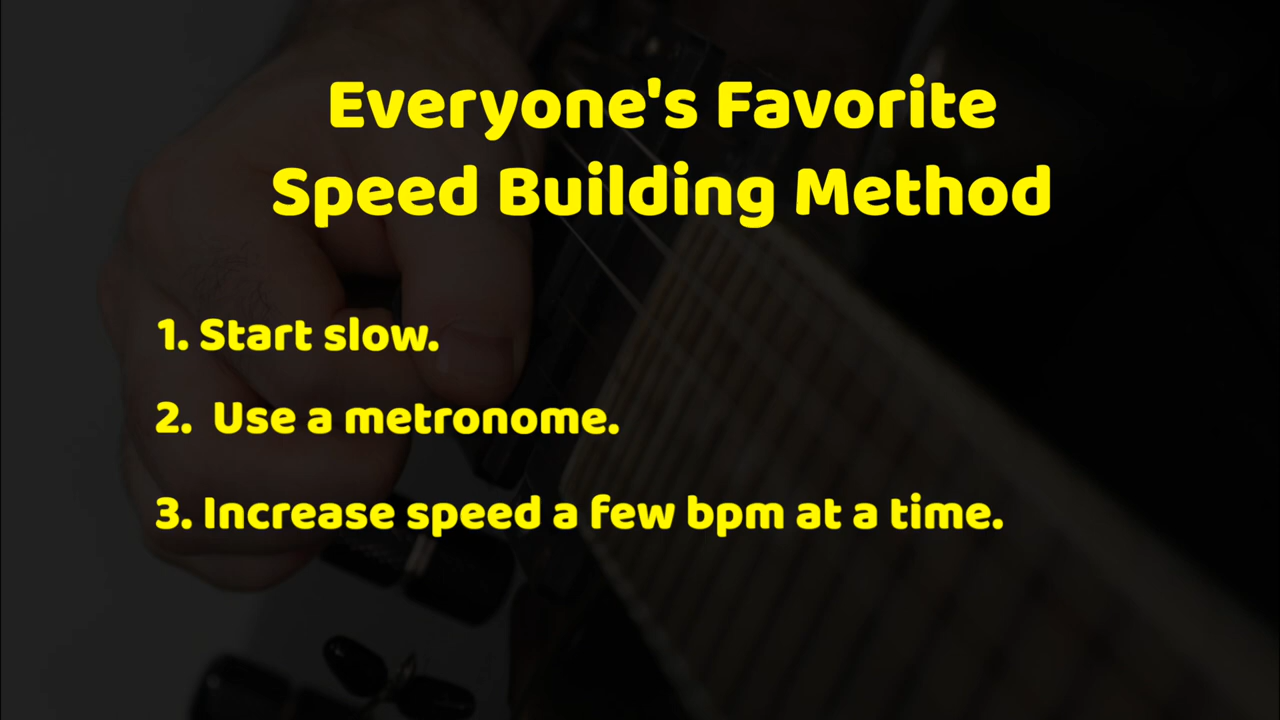 Everyone's Favorite
Speed Building Method
1. Start slow.
2. Use a metronome.
3. Increase speed a few bpm at a time.